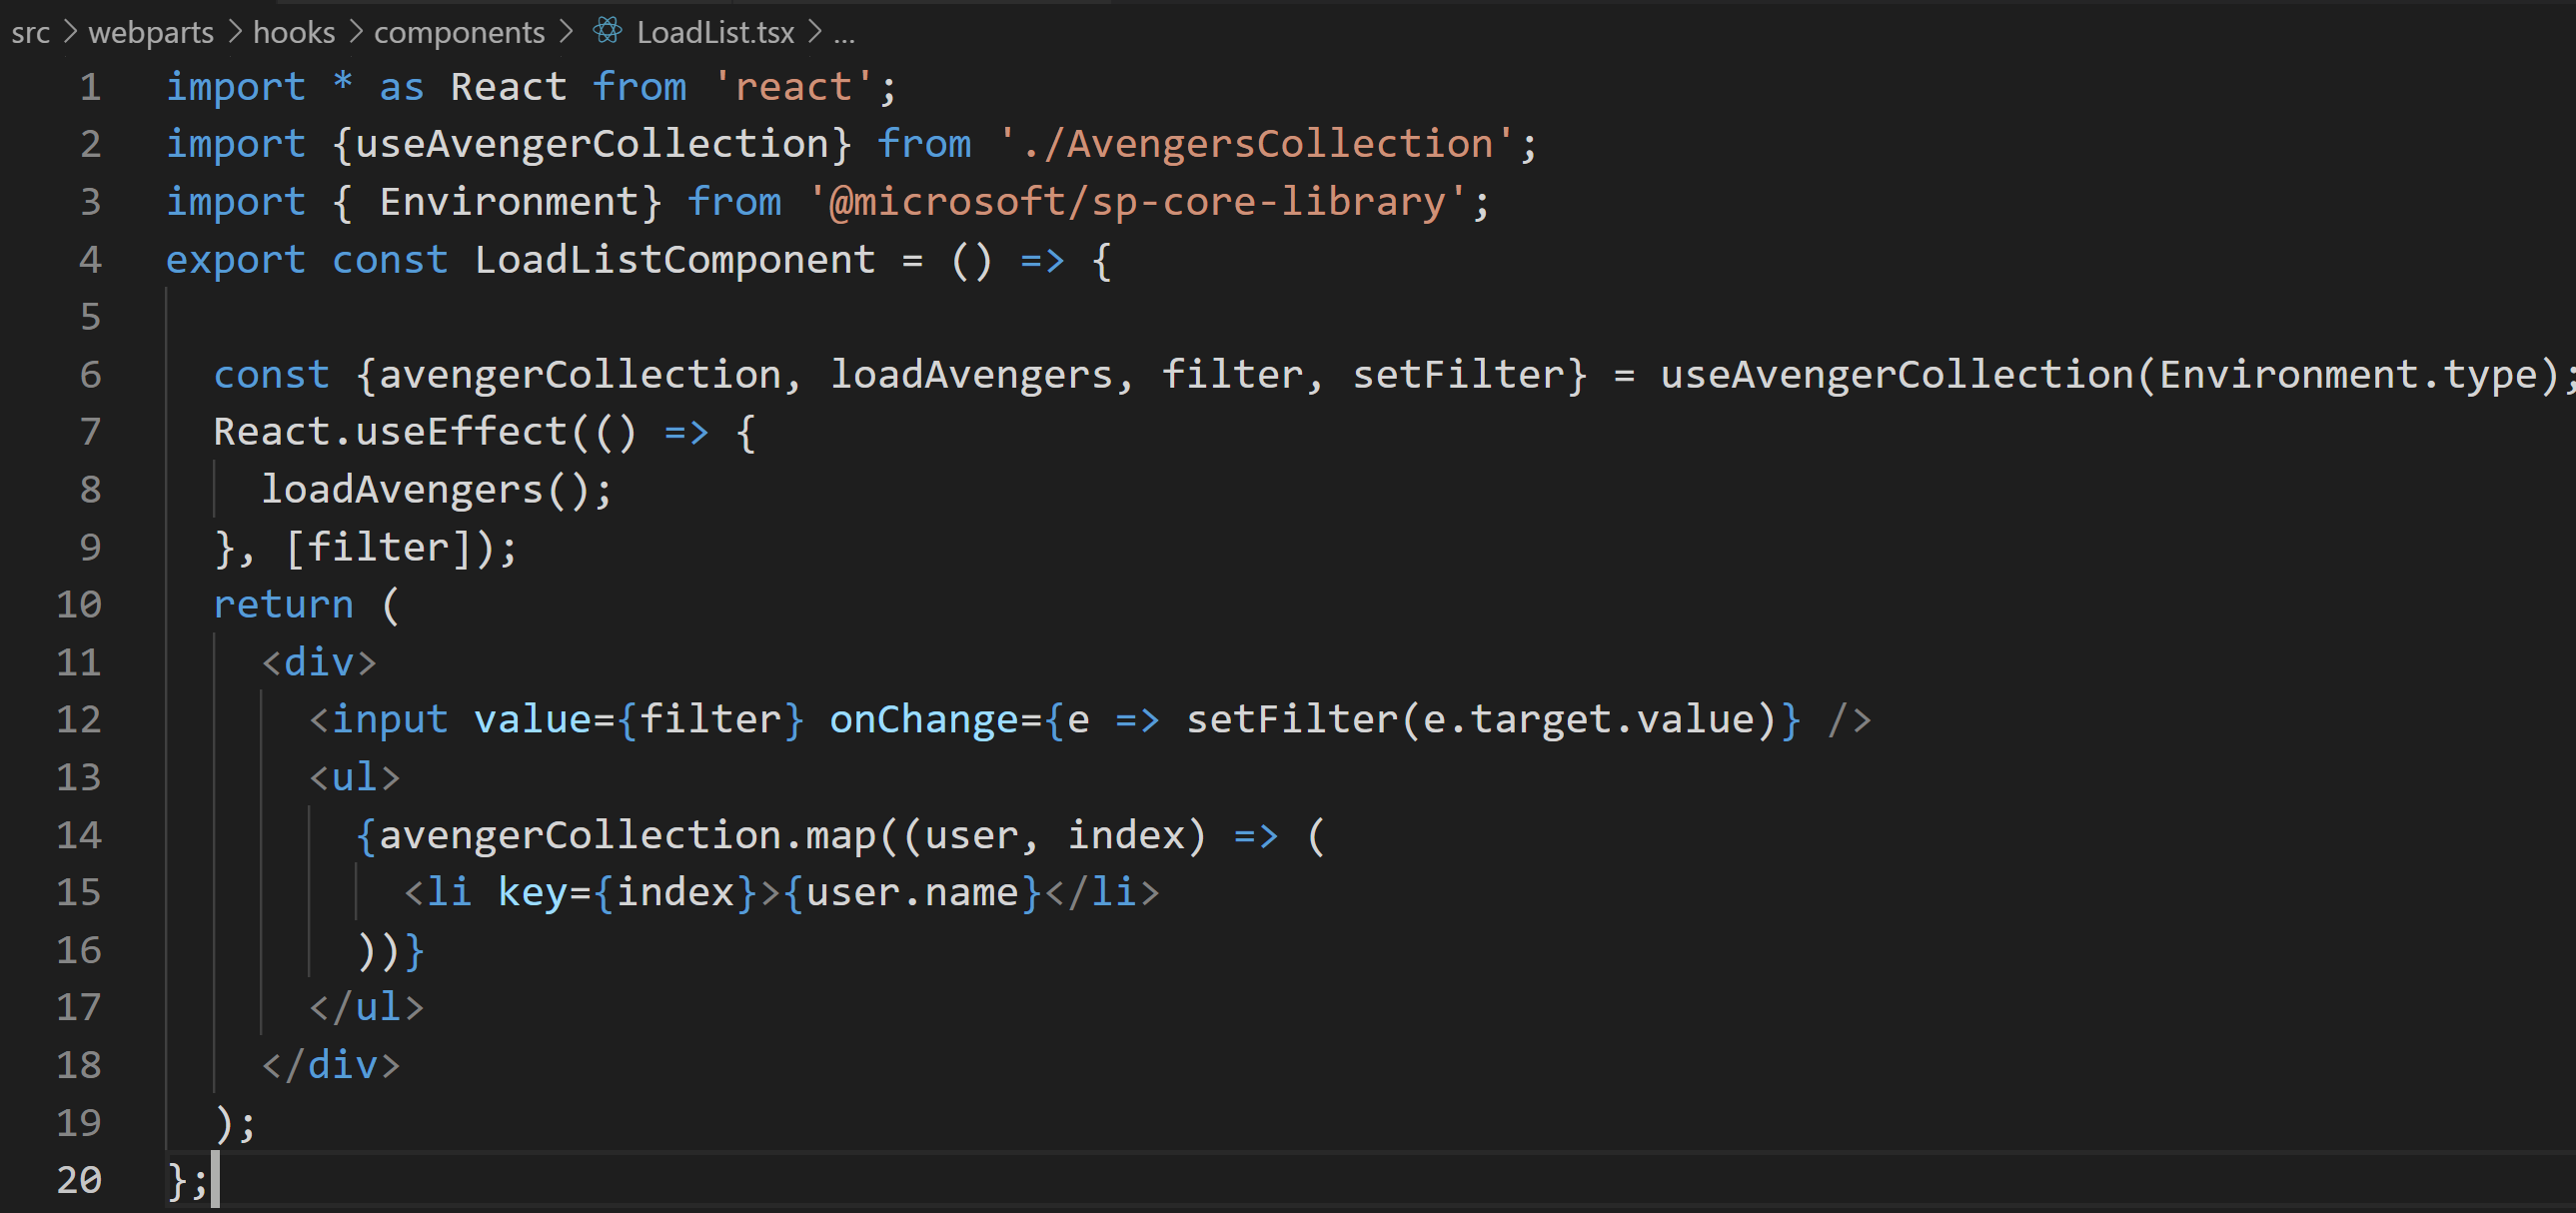 src > webparts > hooks > components > LoadList.tsx > ...
1 import * as React from 'react';
2 import {useAvengerCollection} from './AvengersCollection';
3 import { Environment} from '@microsoft/sp-core-library';
4 export const LoadListComponent = () => {
5
6   const {avengerCollection, loadAvengers, filter, setFilter} = useAvengerCollection(Environment.type);
7   React.useEffect(() => {
8     loadAvengers();
9   }, [filter]);
10   return (
11     <div>
12       <input value={filter} onChange={e => setFilter(e.target.value)} />
13       <ul>
14         {avengerCollection.map((user, index) => (
15           <li key={index}>{user.name}</li>
16         ))}
17       </ul>
18     </div>
19   );
20 };